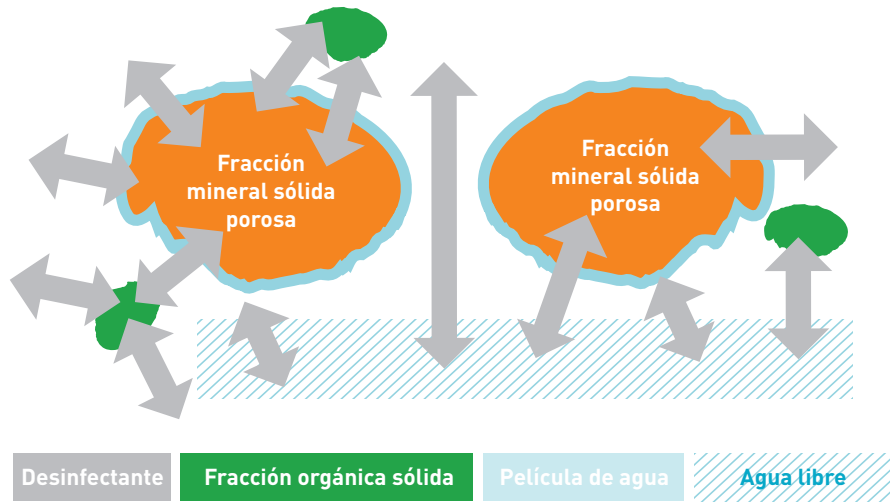 Fracción
mineral sólida
porosa
Fracción
mineral sólida
porosa
Desinfectante
Fracción orgánica sólida
Película de agua
Agua libre